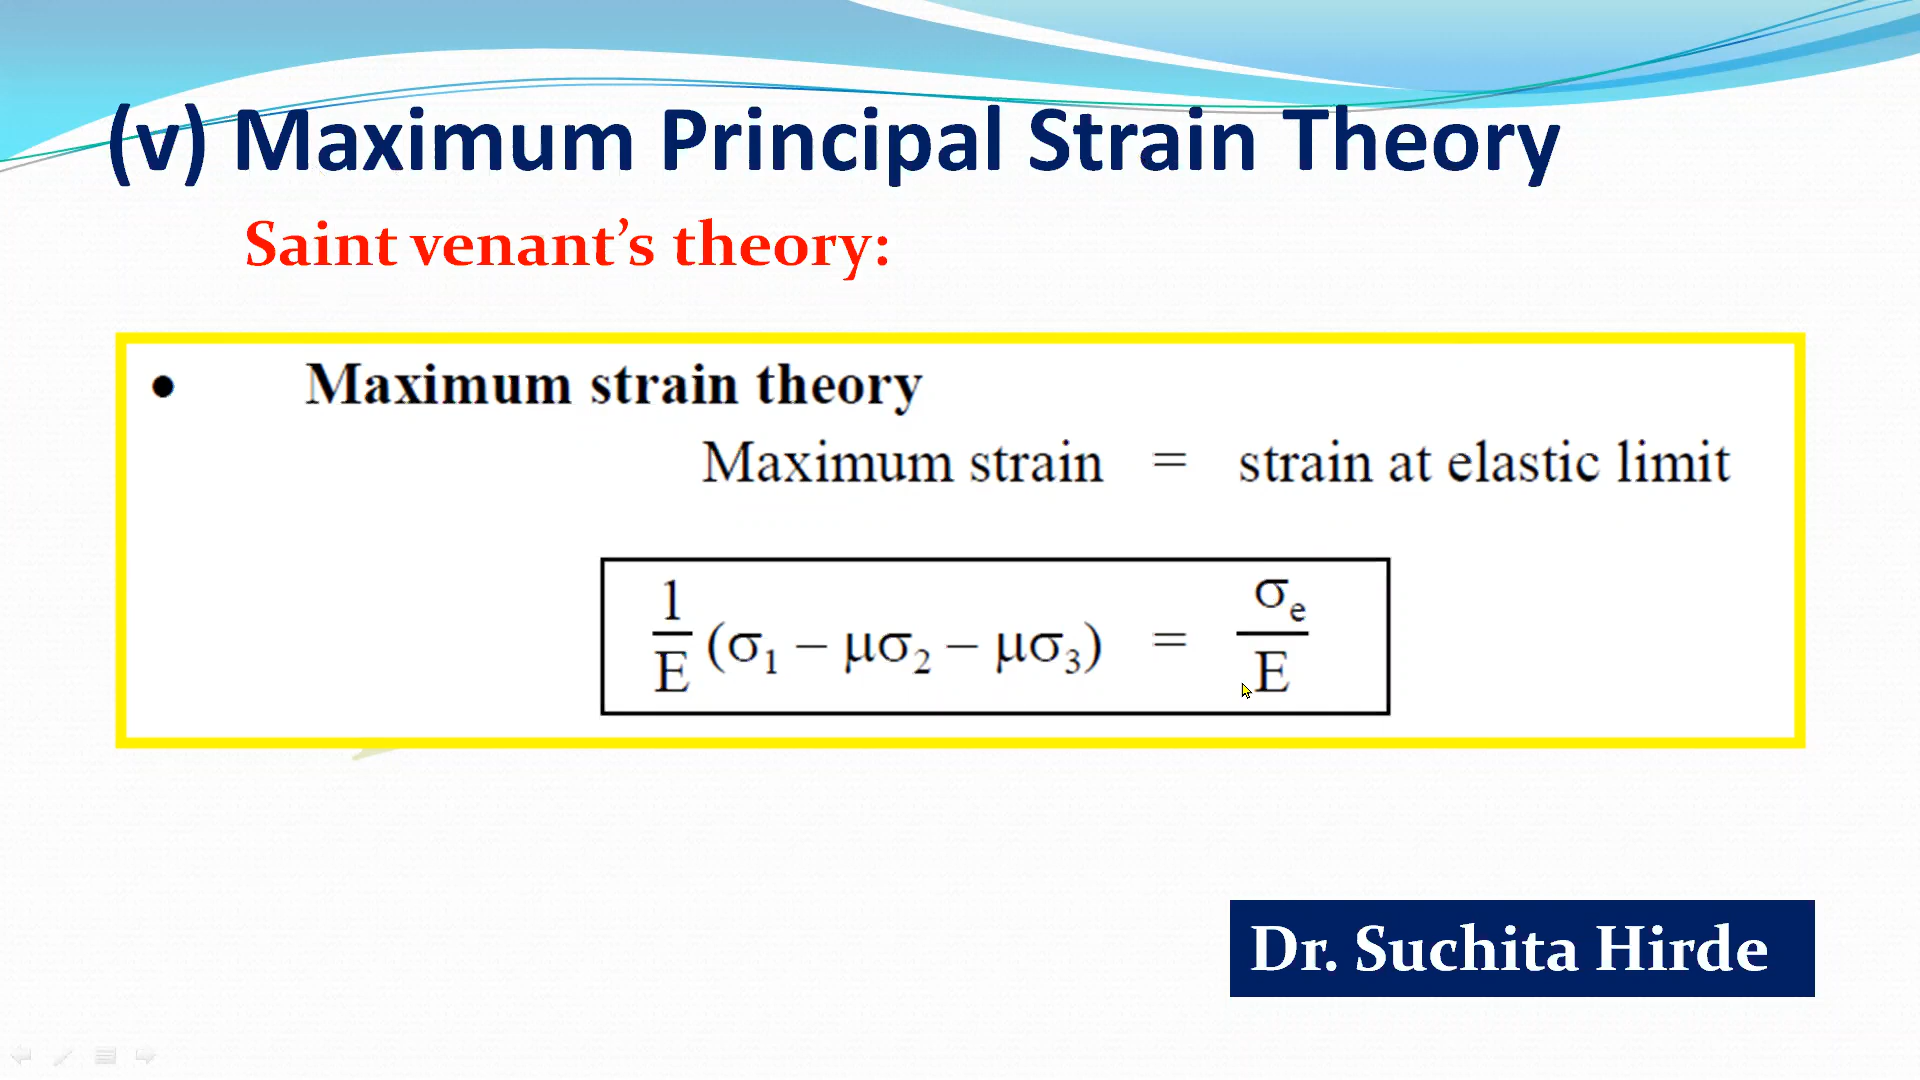 (v) Maximum Principal Strain Theory
Saint venant’s theory:
● Maximum strain theory
Maximum strain = strain at elastic limit
1/E (σ₁ – μσ₂ – μσ₃) = σₑ/E
Dr. Suchita Hirde